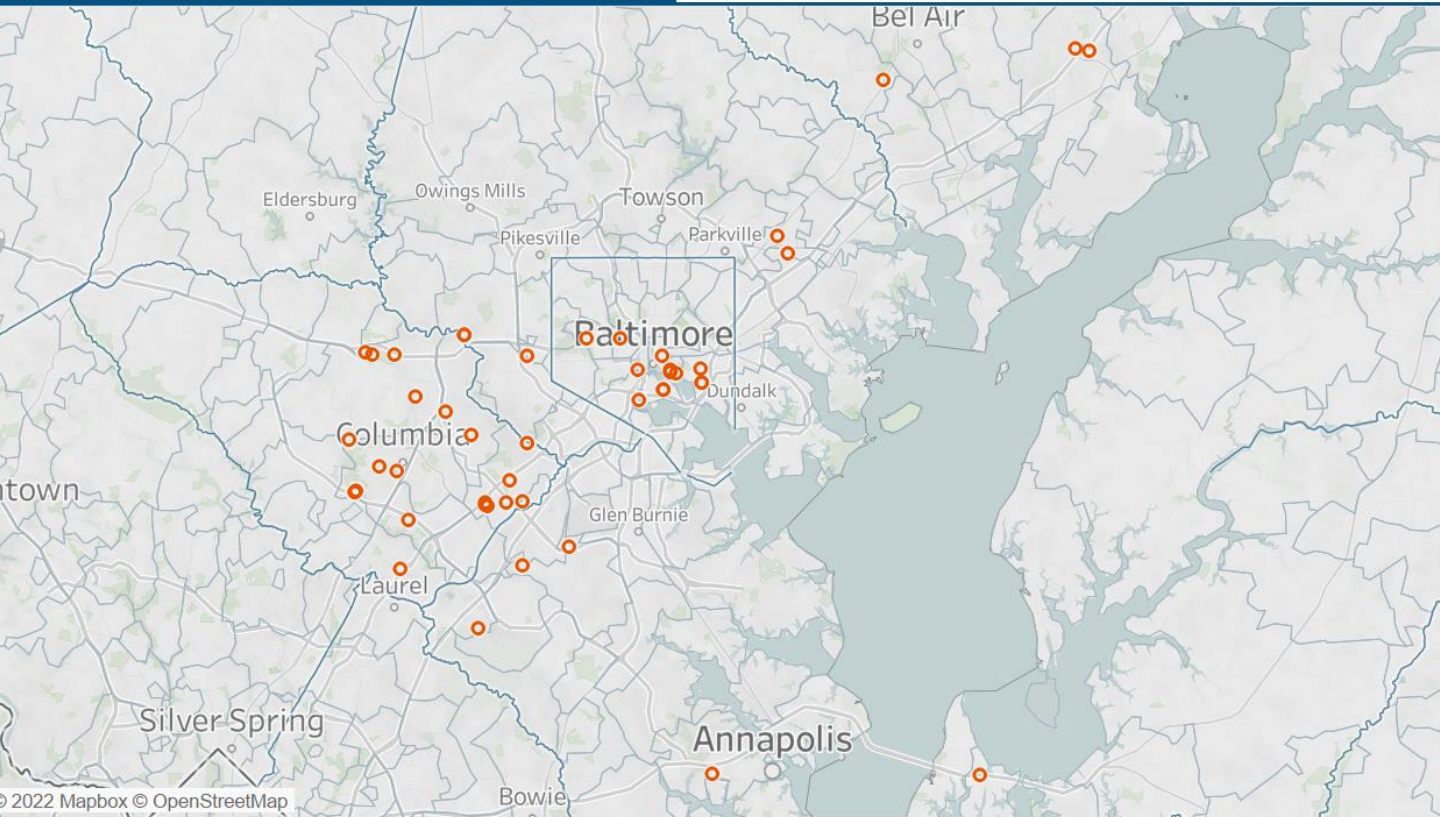 Bel Air
Eldersburg
Owings Mills
Towson
Pikesville
Parkville
Baltimore
Dundalk
Columbia
ntown
Glen Burnie
Laurel
Silver Spring
Annapolis
Bowie
© 2022 Mapbox © OpenStreetMap